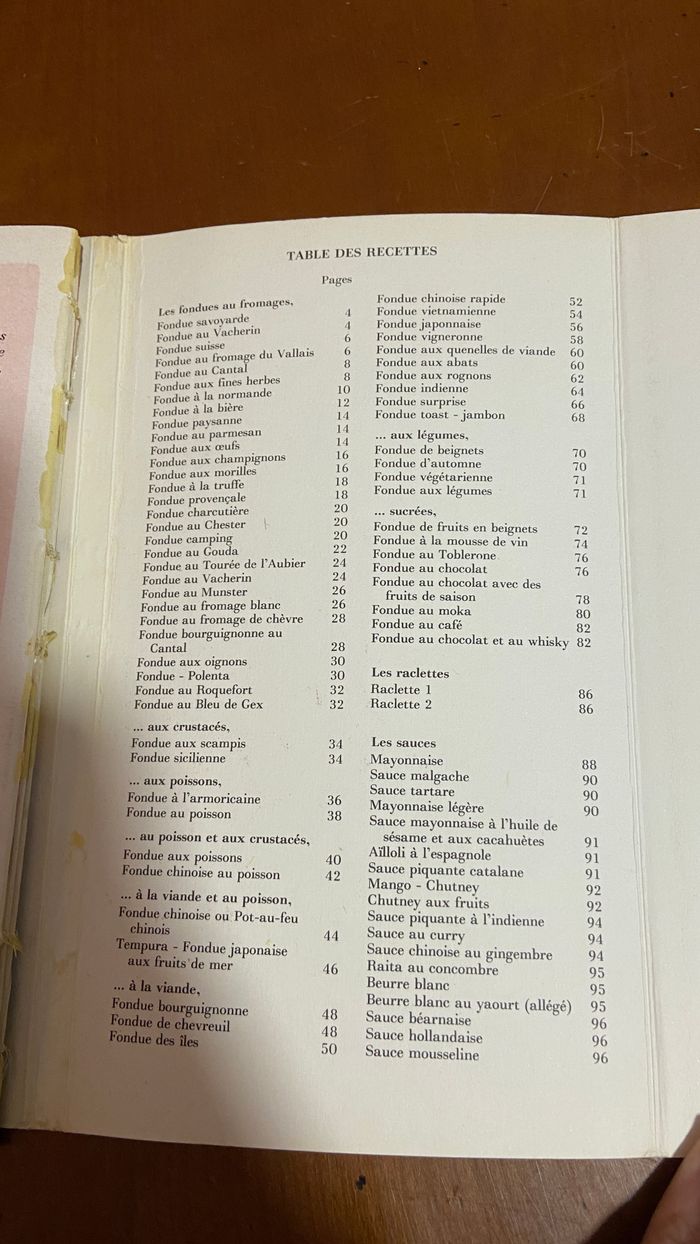 TABLE DES RECETTES
Pages
Les fondues au fromages,
Fondue savoyarde 4
Fondue au Vacherin 4
Fondue suisse 6
Fondue au fromage du Vallais 6
Fondue au Cantal 8
Fondue aux fines herbes 8
Fondue à la normande 10
Fondue à la bière 12
Fondue paysanne 14
Fondue au parmesan 14
Fondue aux œufs 14
Fondue aux champignons 16
Fondue aux morilles 16
Fondue à la truffe 18
Fondue provençale 18
Fondue charcutière 20
Fondue au Chester 20
Fondue camping 20
Fondue au Gouda 22
Fondue au Tourée de l'Aubier 24
Fondue au Vacherin 24
Fondue au Munster 26
Fondue au fromage blanc 26
Fondue au fromage de chèvre 28
Fondue bourguignonne au
Cantal 28
Fondue aux oignons 30
Fondue - Polenta 30
Fondue au Roquefort 32
Fondue au Bleu de Gex 32
... aux crustacés,
Fondue aux scampis 34
Fondue sicilienne 34
... aux poissons,
Fondue à l'armoricaine 36
Fondue au poisson 38
... au poisson et aux crustacés,
Fondue aux poissons 40
Fondue chinoise au poisson 42
... à la viande et au poisson,
Fondue chinoise ou Pot-au-feu
chinois 44
Tempura - Fondue japonaise
aux fruits de mer 46
... à la viande,
Fondue bourguignonne 48
Fondue de chevreuil 48
Fondue des îles 50
Fondue chinoise rapide 52
Fondue vietnamienne 54
Fondue japonnaise 56
Fondue vigneronne 58
Fondue aux quenelles de viande 60
Fondue aux abats 60
Fondue aux rognons 62
Fondue indienne 64
Fondue surprise 66
Fondue toast - jambon 68
... aux légumes,
Fondue de beignets 70
Fondue d'automne 70
Fondue végétarienne 71
Fondue aux légumes 71
... sucrées,
Fondue de fruits en beignets 72
Fondue à la mousse de vin 74
Fondue au Toblerone 76
Fondue au chocolat 76
Fondue au chocolat avec des
fruits de saison 78
Fondue au moka 80
Fondue au café 82
Fondue au chocolat et au whisky 82
Les raclettes
Raclette 1 86
Raclette 2 86
Les sauces
Mayonnaise 88
Sauce malgache 90
Sauce tartare 90
Mayonnaise légère 90
Sauce mayonnaise à l'huile de
sésame et aux cacahuètes 91
Aïlloli à l'espagnole 91
Sauce piquante catalane 91
Mango - Chutney 92
Chutney aux fruits 92
Sauce piquante à l'indienne 94
Sauce au curry 94
Sauce chinoise au gingembre 94
Raita au concombre 95
Beurre blanc 95
Beurre blanc au yaourt (allégé) 95
Sauce béarnaise 96
Sauce hollandaise 96
Sauce mousseline 96